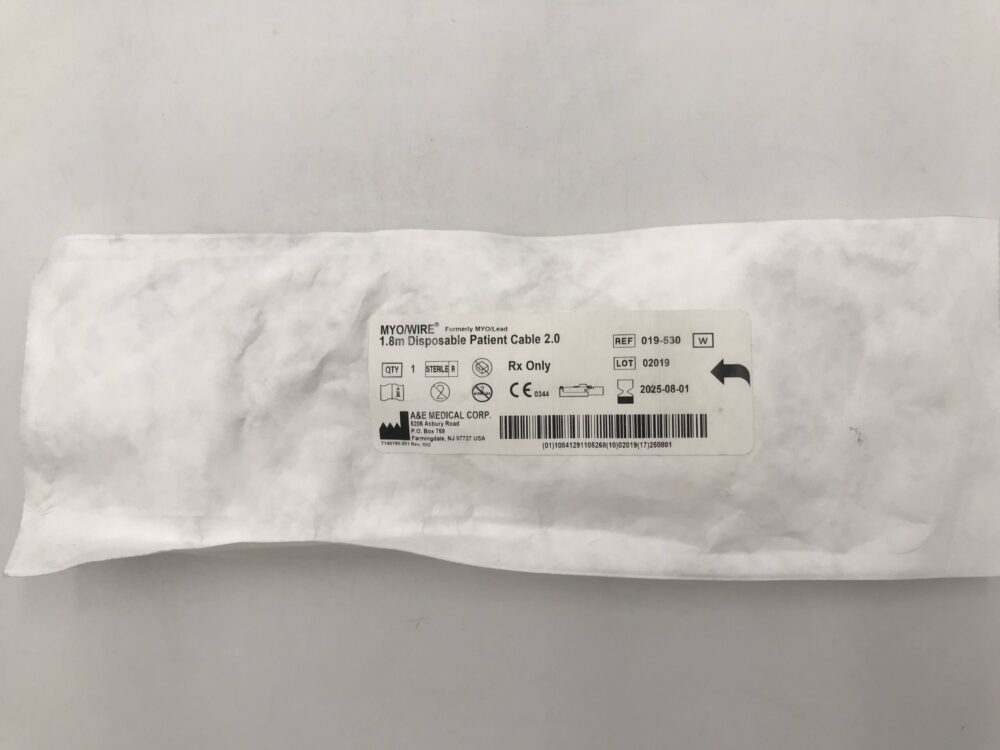 MYO/WIRE® Formerly MYO/Lead
1.8m Disposable Patient Cable 2.0
REF 019-530 W
QTY 1 STERILE R Rx Only
LOT 02019
CE 0344
2025-08-01
A&E MEDICAL CORP.
5206 Asbury Road
P.O. Box 758
Farmingdale, NJ 07727 USA
Rev. 002
(01)10841291105268(10)02019(17)250801